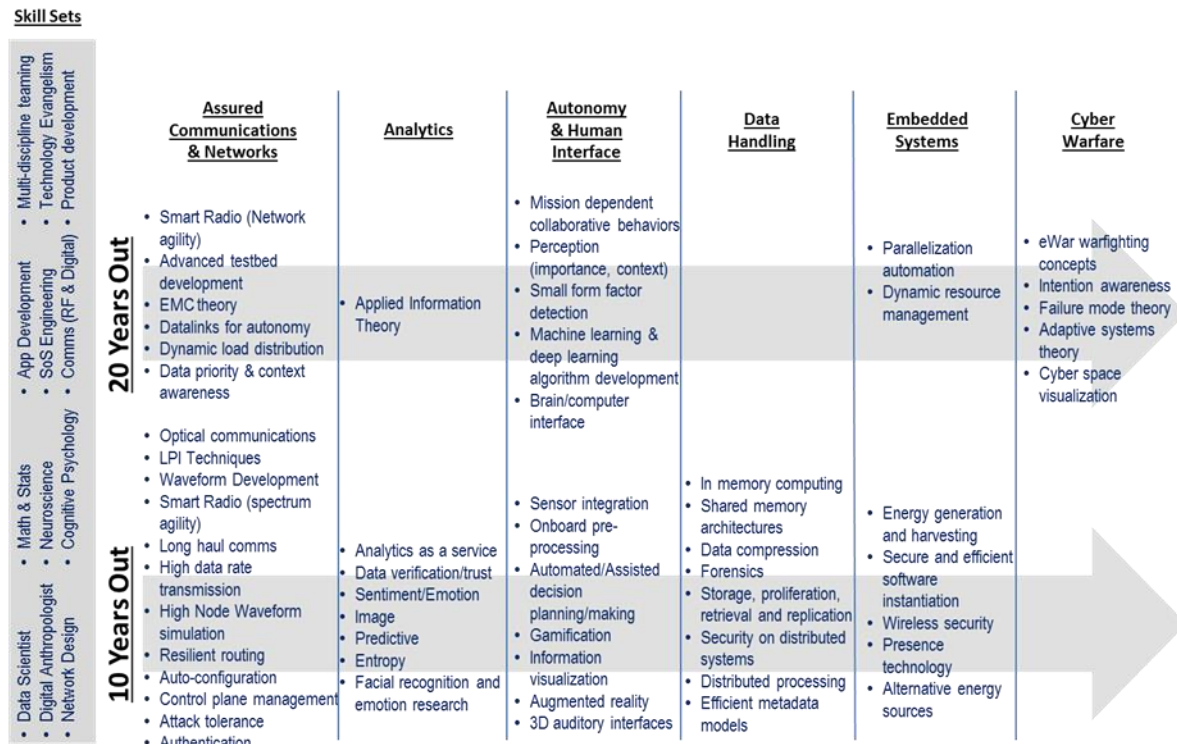 Skill Sets
• Multi-discipline teaming
• Technology Evangelism
• Product development
• App Development
• SoS Engineering
• Comms (RF & Digital)
• Math & Stats
• Neuroscience
• Cognitive Psychology
• Data Scientist
• Digital Anthropologist
• Network Design
Assured
Communications
& Networks
Analytics
Autonomy
& Human
Interface
Data
Handling
Embedded
Systems
Cyber
Warfare
20 Years Out
• Smart Radio (Network
agility)
• Advanced testbed
development
• EMC theory
• Datalinks for autonomy
• Dynamic load distribution
• Data priority & context
awareness
• Applied Information
Theory
• Mission dependent
collaborative behaviors
• Perception
(importance, context)
• Small form factor
detection
• Machine learning &
deep learning
algorithm development
• Brain/computer
interface
• Parallelization
automation
• Dynamic resource
management
• eWar warfighting
concepts
• Intention awareness
• Failure mode theory
• Adaptive systems
theory
• Cyber space
visualization
10 Years Out
• Optical communications
• LPI Techniques
• Waveform Development
• Smart Radio (spectrum
agility)
• Long haul comms
• High data rate
transmission
• High Node Waveform
simulation
• Resilient routing
• Auto-configuration
• Control plane management
• Attack tolerance
• Authentication
• Analytics as a service
• Data verification/trust
• Sentiment/Emotion
• Image
• Predictive
• Entropy
• Facial recognition and
emotion research
• Sensor integration
• Onboard pre-
processing
• Automated/Assisted
decision
planning/making
• Gamification
• Information
visualization
• Augmented reality
• 3D auditory interfaces
• In memory computing
• Shared memory
architectures
• Data compression
• Forensics
• Storage, proliferation,
retrieval and replication
• Security on distributed
systems
• Distributed processing
• Efficient metadata
models
• Energy generation
and harvesting
• Secure and efficient
software
instantiation
• Wireless security
• Presence
technology
• Alternative energy
sources